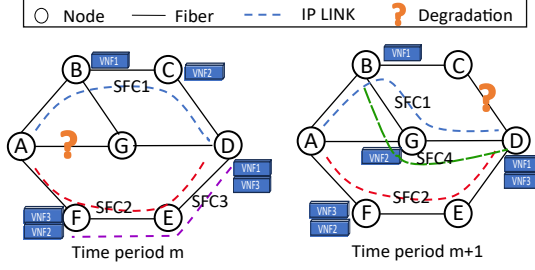 Node Fiber IP LINK ? Degradation
VNF1
B C
VNF2
SFC1
A ? G D
VNF1
VNF3
SFC2 SFC3
VNF3
VNF2
F E
Time period m
VNF1
B C
?
SFC1
A G D
VNF2
SFC4
VNF1
VNF3
SFC2
VNF3
VNF2
F E
Time period m+1